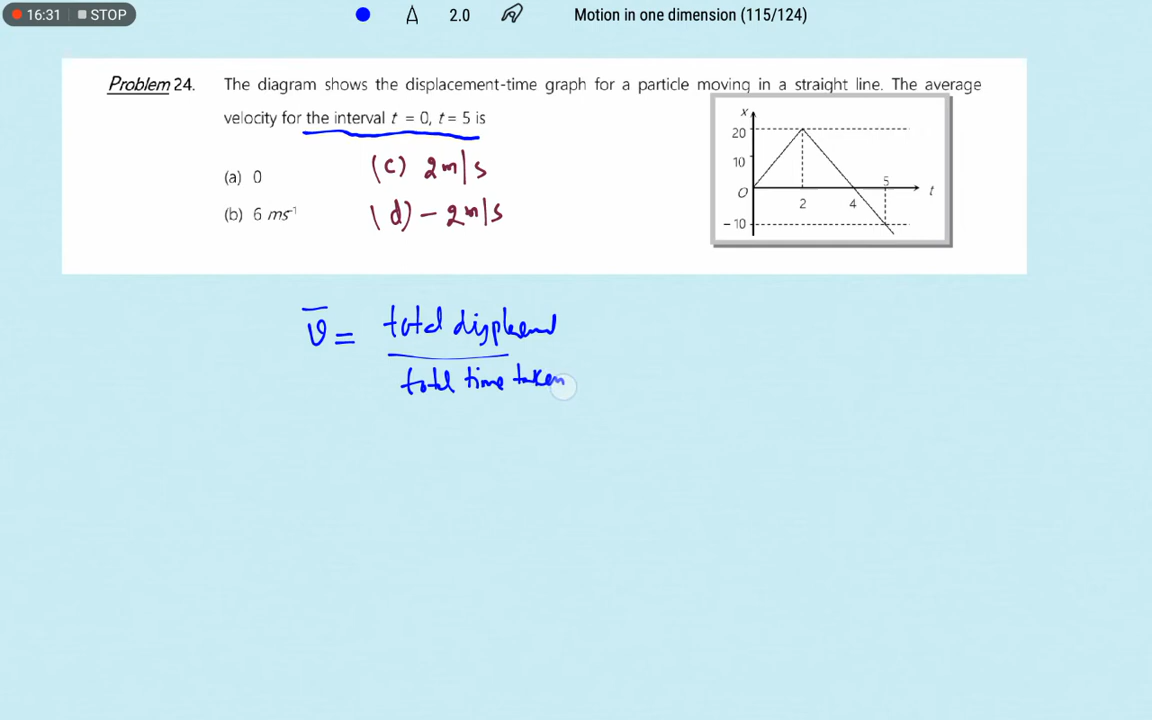 16:31 STOP 2.0 Motion in one dimension (115/124)
Problem 24. The diagram shows the displacement-time graph for a particle moving in a straight line. The average
velocity for the interval t = 0, t = 5 is
(a) 0 (c) 2m/s
(b) 6 ms⁻¹ (d) – 2m/s
x
20
10
O
5
t
2
4
– 10
v̅ = total
total time taken